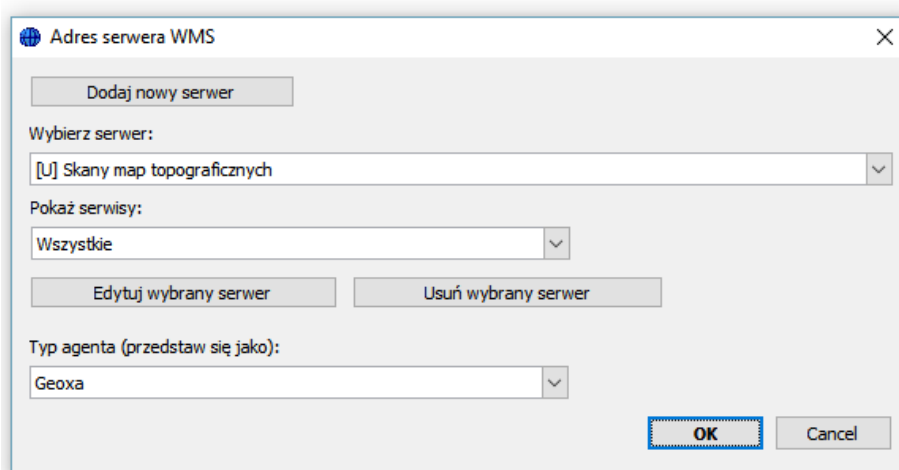 Adres serwera WMS
Dodaj nowy serwer
Wybierz serwer:
[U] Skany map topograficznych
Pokaż serwisy:
Wszystkie
Edytuj wybrany serwer Usuń wybrany serwer
Typ agenta (przedstaw się jako):
Geoxa
OK Cancel